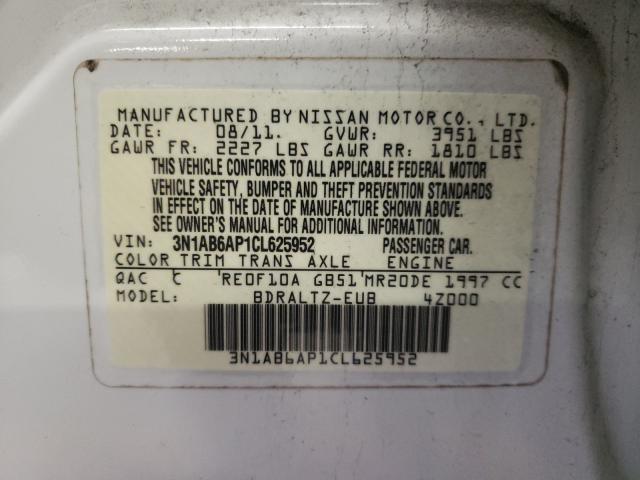 MANUFACTURED BY NISSAN MOTOR CO., LTD.
DATE: 08/11. GVWR: 3951 LBS
GAWR FR: 2227 LBS GAWR RR: 1810 LBS
THIS VEHICLE CONFORMS TO ALL APPLICABLE FEDERAL MOTOR
VEHICLE SAFETY, BUMPER AND THEFT PREVENTION STANDARDS
IN EFFECT ON THE DATE OF MANUFACTURE SHOWN ABOVE.
SEE OWNER'S MANUAL FOR ADDITIONAL INFORMATION.
VIN: 3N1AB6AP1CL625952 PASSENGER CAR.
COLOR TRIM TRANS AXLE ENGINE
QAC C RE0F10A GB51 MR20DE 1997 CC
MODEL: BDRALTZ-EUB 4Z000
3N1AB6AP1CL625952